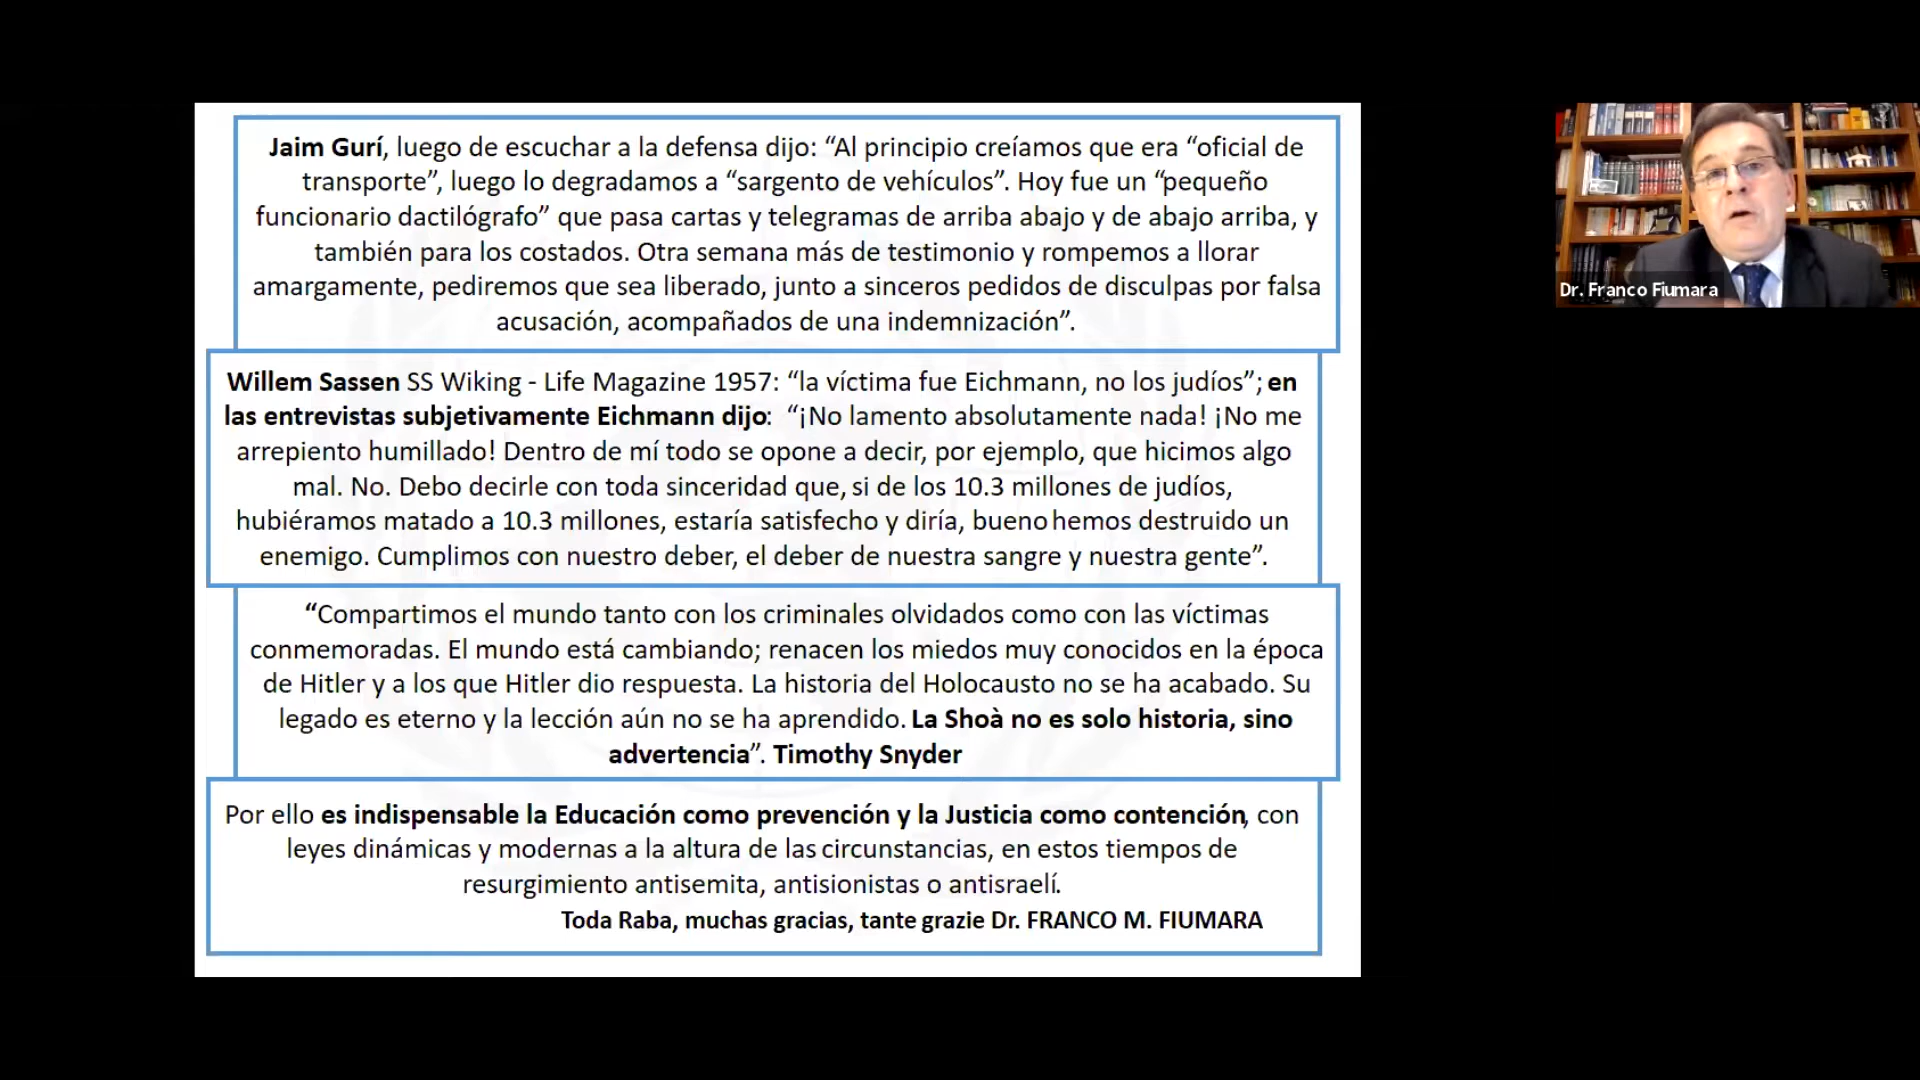 Jaim Gurí, luego de escuchar a la defensa dijo: “Al principio creíamos que era “oficial de
transporte”, luego lo degradamos a “sargento de vehículos”. Hoy fue un “pequeño
funcionario dactilógrafo” que pasa cartas y telegramas de arriba abajo y de abajo arriba, y
también para los costados. Otra semana más de testimonio y rompemos a llorar
amargamente, pediremos que sea liberado, junto a sinceros pedidos de disculpas por falsa
acusación, acompañados de una indemnización”.
Willem Sassen SS Wiking - Life Magazine 1957: “la víctima fue Eichmann, no los judíos”; en
las entrevistas subjetivamente Eichmann dijo: “¡No lamento absolutamente nada! ¡No me
arrepiento humillado! Dentro de mí todo se opone a decir, por ejemplo, que hicimos algo
mal. No. Debo decirle con toda sinceridad que, si de los 10.3 millones de judíos,
hubiéramos matado a 10.3 millones, estaría satisfecho y diría, bueno hemos destruido un
enemigo. Cumplimos con nuestro deber, el deber de nuestra sangre y nuestra gente”.
“Compartimos el mundo tanto con los criminales olvidados como con las víctimas
conmemoradas. El mundo está cambiando; renacen los miedos muy conocidos en la época
de Hitler y a los que Hitler dio respuesta. La historia del Holocausto no se ha acabado. Su
legado es eterno y la lección aún no se ha aprendido. La Shoà no es solo historia, sino
advertencia”. Timothy Snyder
Por ello es indispensable la Educación como prevención y la Justicia como contención, con
leyes dinámicas y modernas a la altura de las circunstancias, en estos tiempos de
resurgimiento antisemita, antisionistas o antisraelí.
Toda Raba, muchas gracias, tante grazie Dr. FRANCO M. FIUMARA
Dr. Franco Fiumara